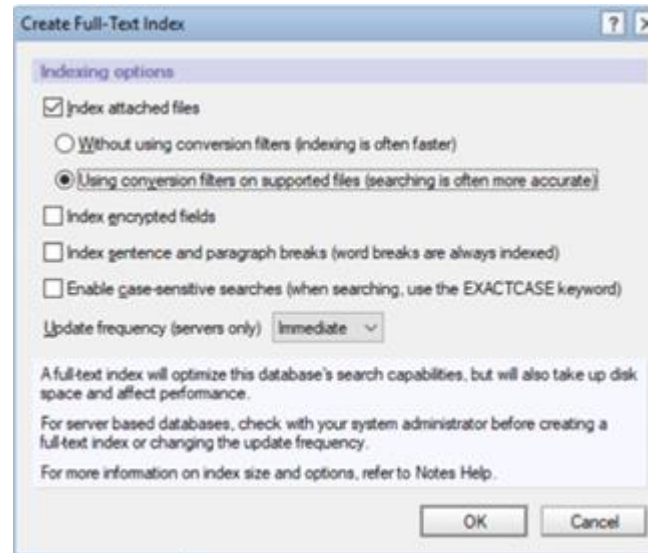 Create Full-Text Index
?
Indexing options
Index attached files
Without using conversion filters (indexing is often faster)
Using conversion filters on supported files (searching is often more accurate)
Index encrypted fields
Index sentence and paragraph breaks (word breaks are always indexed)
Enable case-sensitive searches (when searching, use the EXACTCASE keyword)
Update frequency (servers only) Immediate
A full-text index will optimize this database's search capabilities, but will also take up disk
space and affect performance.
For server based databases, check with your system administrator before creating a
full-text index or changing the update frequency.
For more information on index size and options, refer to Notes Help.
OK Cancel